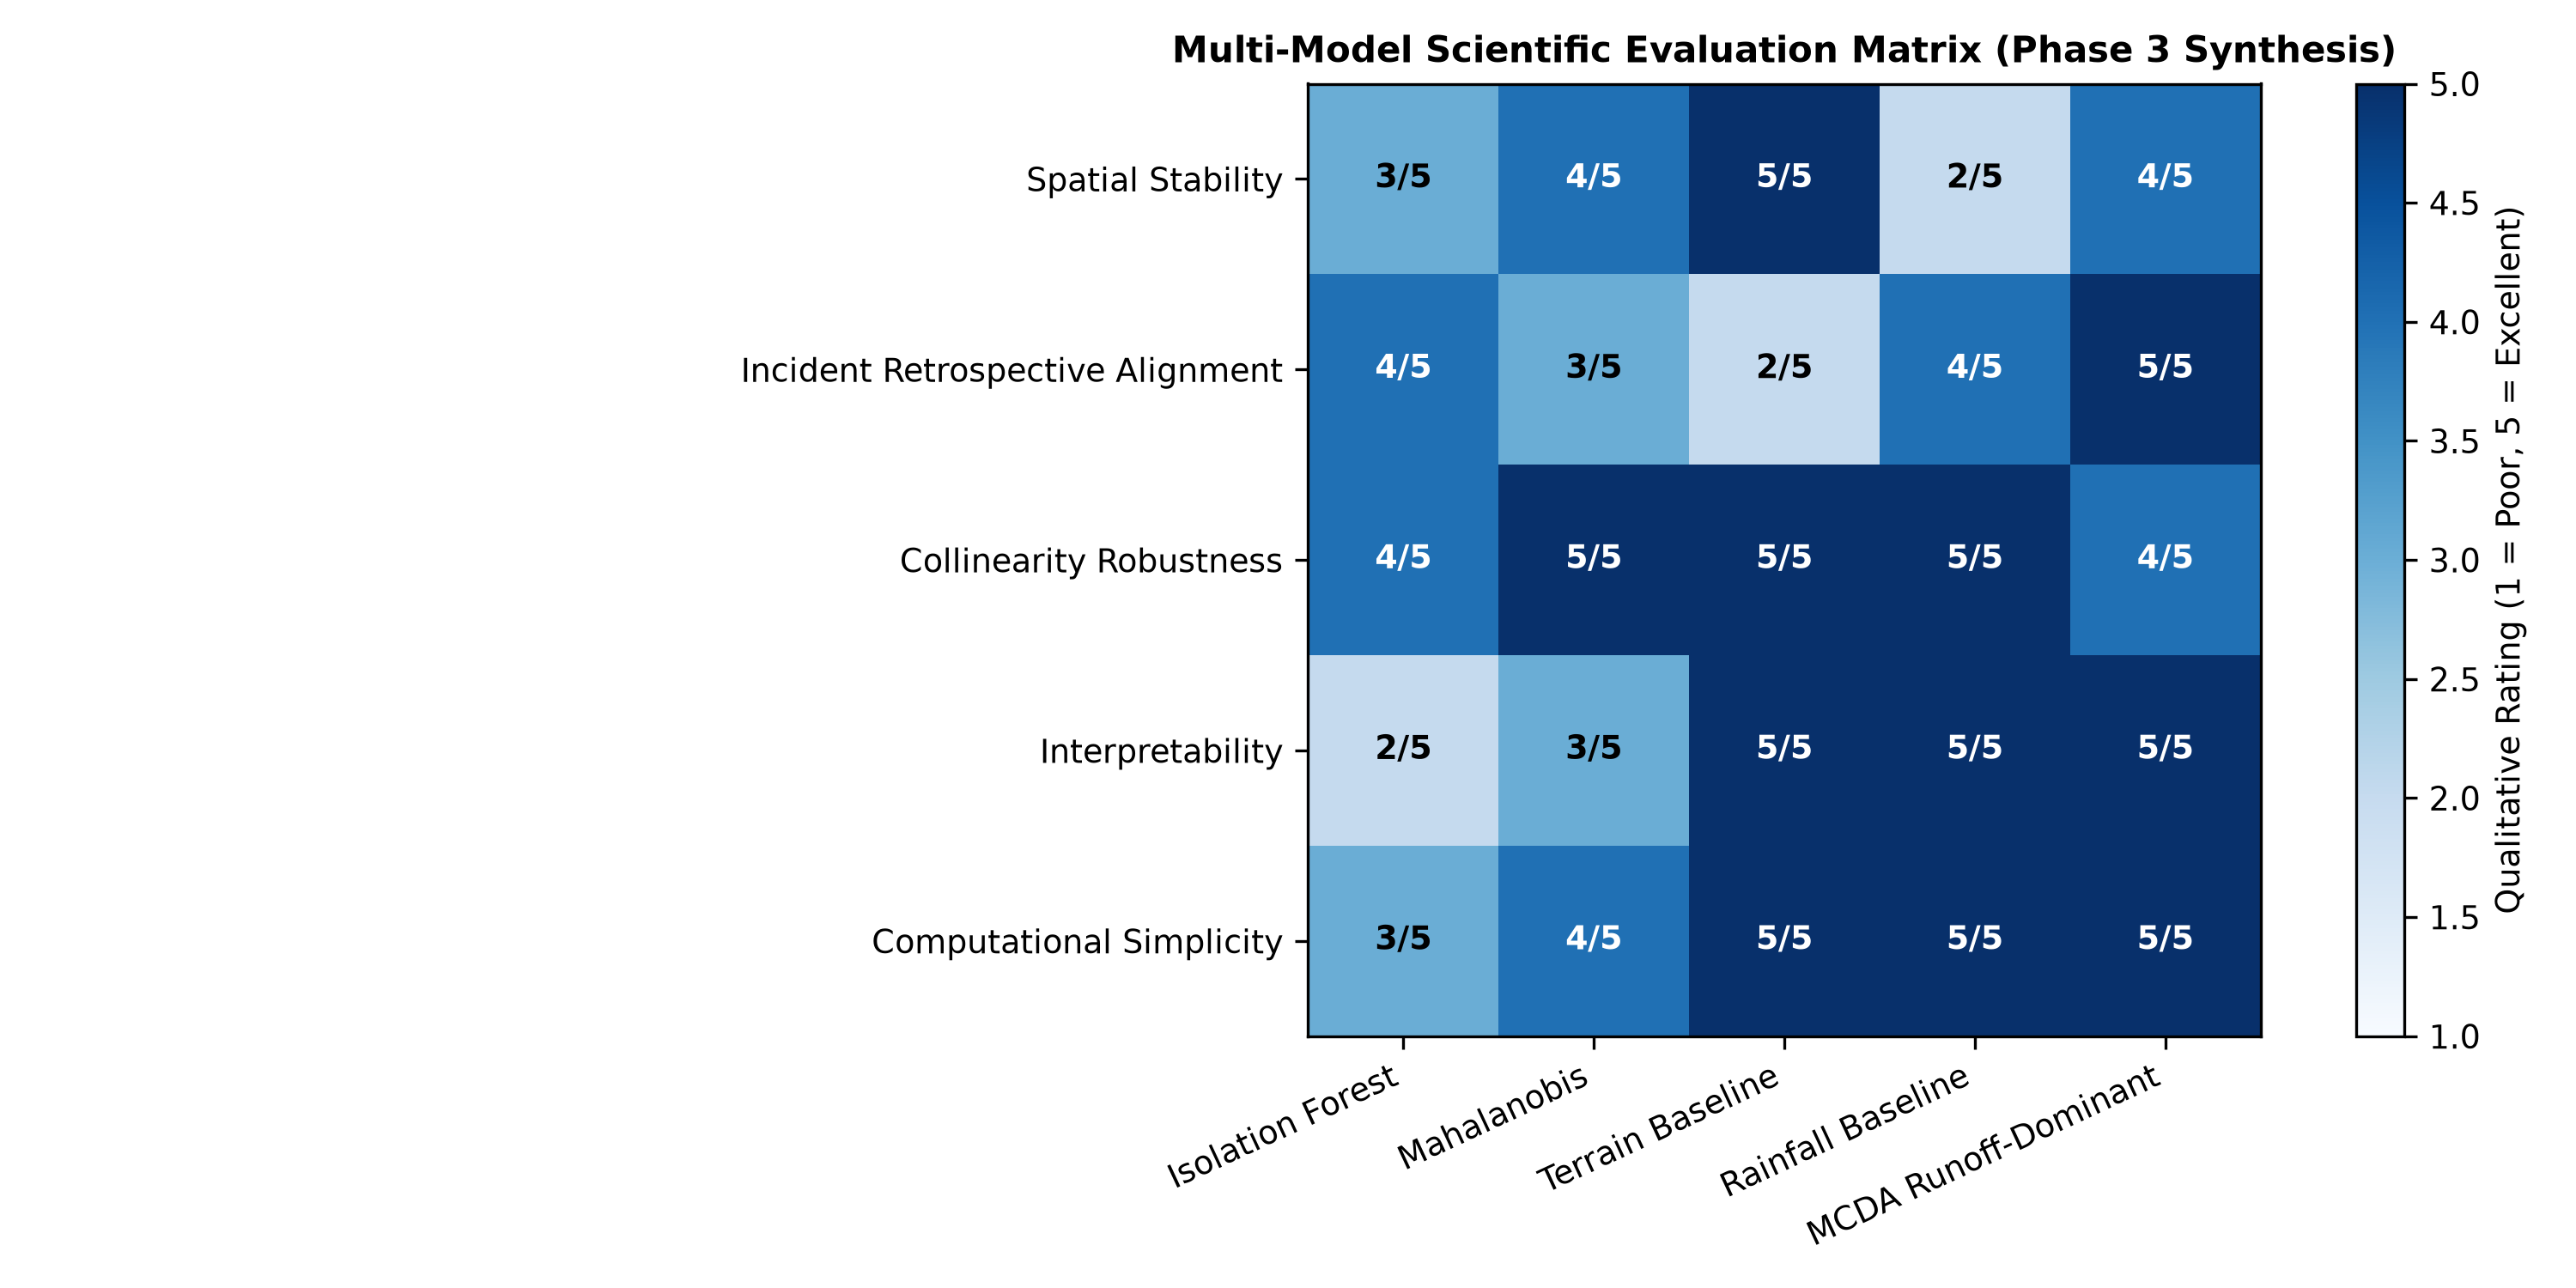 Multi-Model Scientific Evaluation Matrix (Phase 3 Synthesis)
Spatial Stability 3/5 4/5 5/5 2/5 4/5
Incident Retrospective Alignment 4/5 3/5 2/5 4/5 5/5
Collinearity Robustness 4/5 5/5 5/5 5/5 4/5
Interpretability 2/5 3/5 5/5 5/5 5/5
Computational Simplicity 3/5 4/5 5/5 5/5 5/5
Isolation Forest
Mahalanobis
Terrain Baseline
Rainfall Baseline
MCDA Runoff-Dominant
5.0
4.5
4.0
3.5
3.0
2.5
2.0
1.5
1.0
Qualitative Rating (1 = Poor, 5 = Excellent)